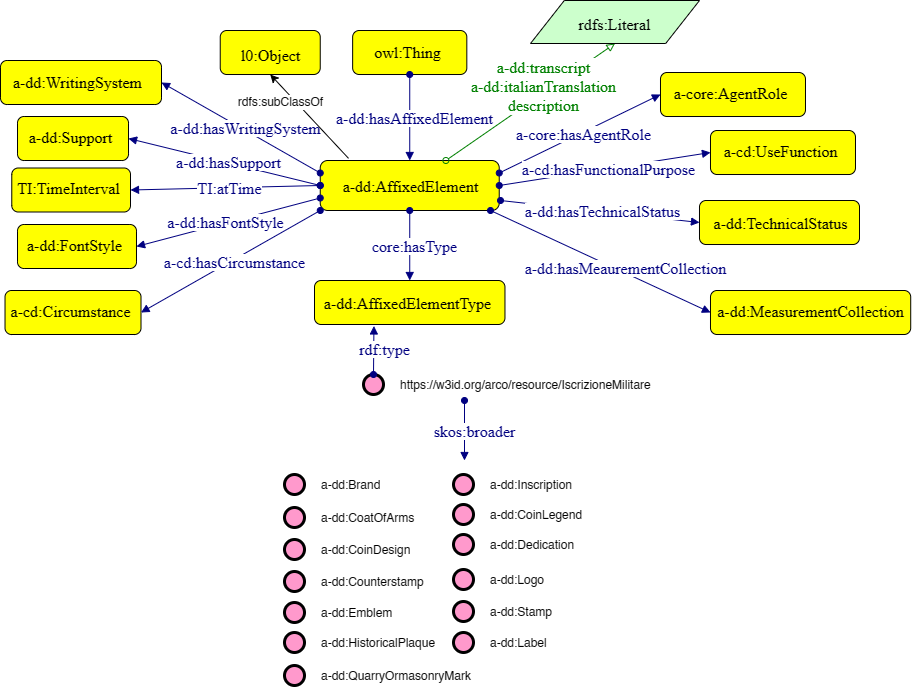 rdfs:Literal
l0:Object
owl:Thing
a-dd:WritingSystem
a-dd:transcript
a-dd:italianTranslation
description
a-core:AgentRole
rdfs:subClassOf
a-dd:hasAffixedElement
a-dd:hasWritingSystem
a-core:hasAgentRole
a-dd:Support
a-cd:UseFunction
a-dd:hasSupport
a-cd:hasFunctionalPurpose
TI:TimeInterval
TI:atTime
a-dd:AffixedElement
a-dd:hasFontStyle
a-dd:hasTechnicalStatus
a-dd:TechnicalStatus
a-dd:FontStyle
core:hasType
a-cd:hasCircumstance
a-dd:hasMeaurementCollection
a-cd:Circumstance
a-dd:AffixedElementType
a-dd:MeasurementCollection
rdf:type
https://w3id.org/arco/resource/IscrizioneMilitare
skos:broader
a-dd:Brand
a-dd:CoatOfArms
a-dd:CoinDesign
a-dd:Counterstamp
a-dd:Emblem
a-dd:HistoricalPlaque
a-dd:QuarryOrmasonryMark
a-dd:Inscription
a-dd:CoinLegend
a-dd:Dedication
a-dd:Logo
a-dd:Stamp
a-dd:Label